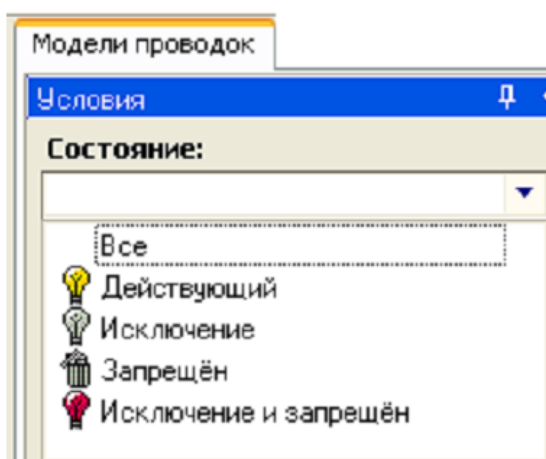 Модели проводок
Условия
Состояние:
Все
Действующий
Исключение
Запрещён
Исключение и запрещён